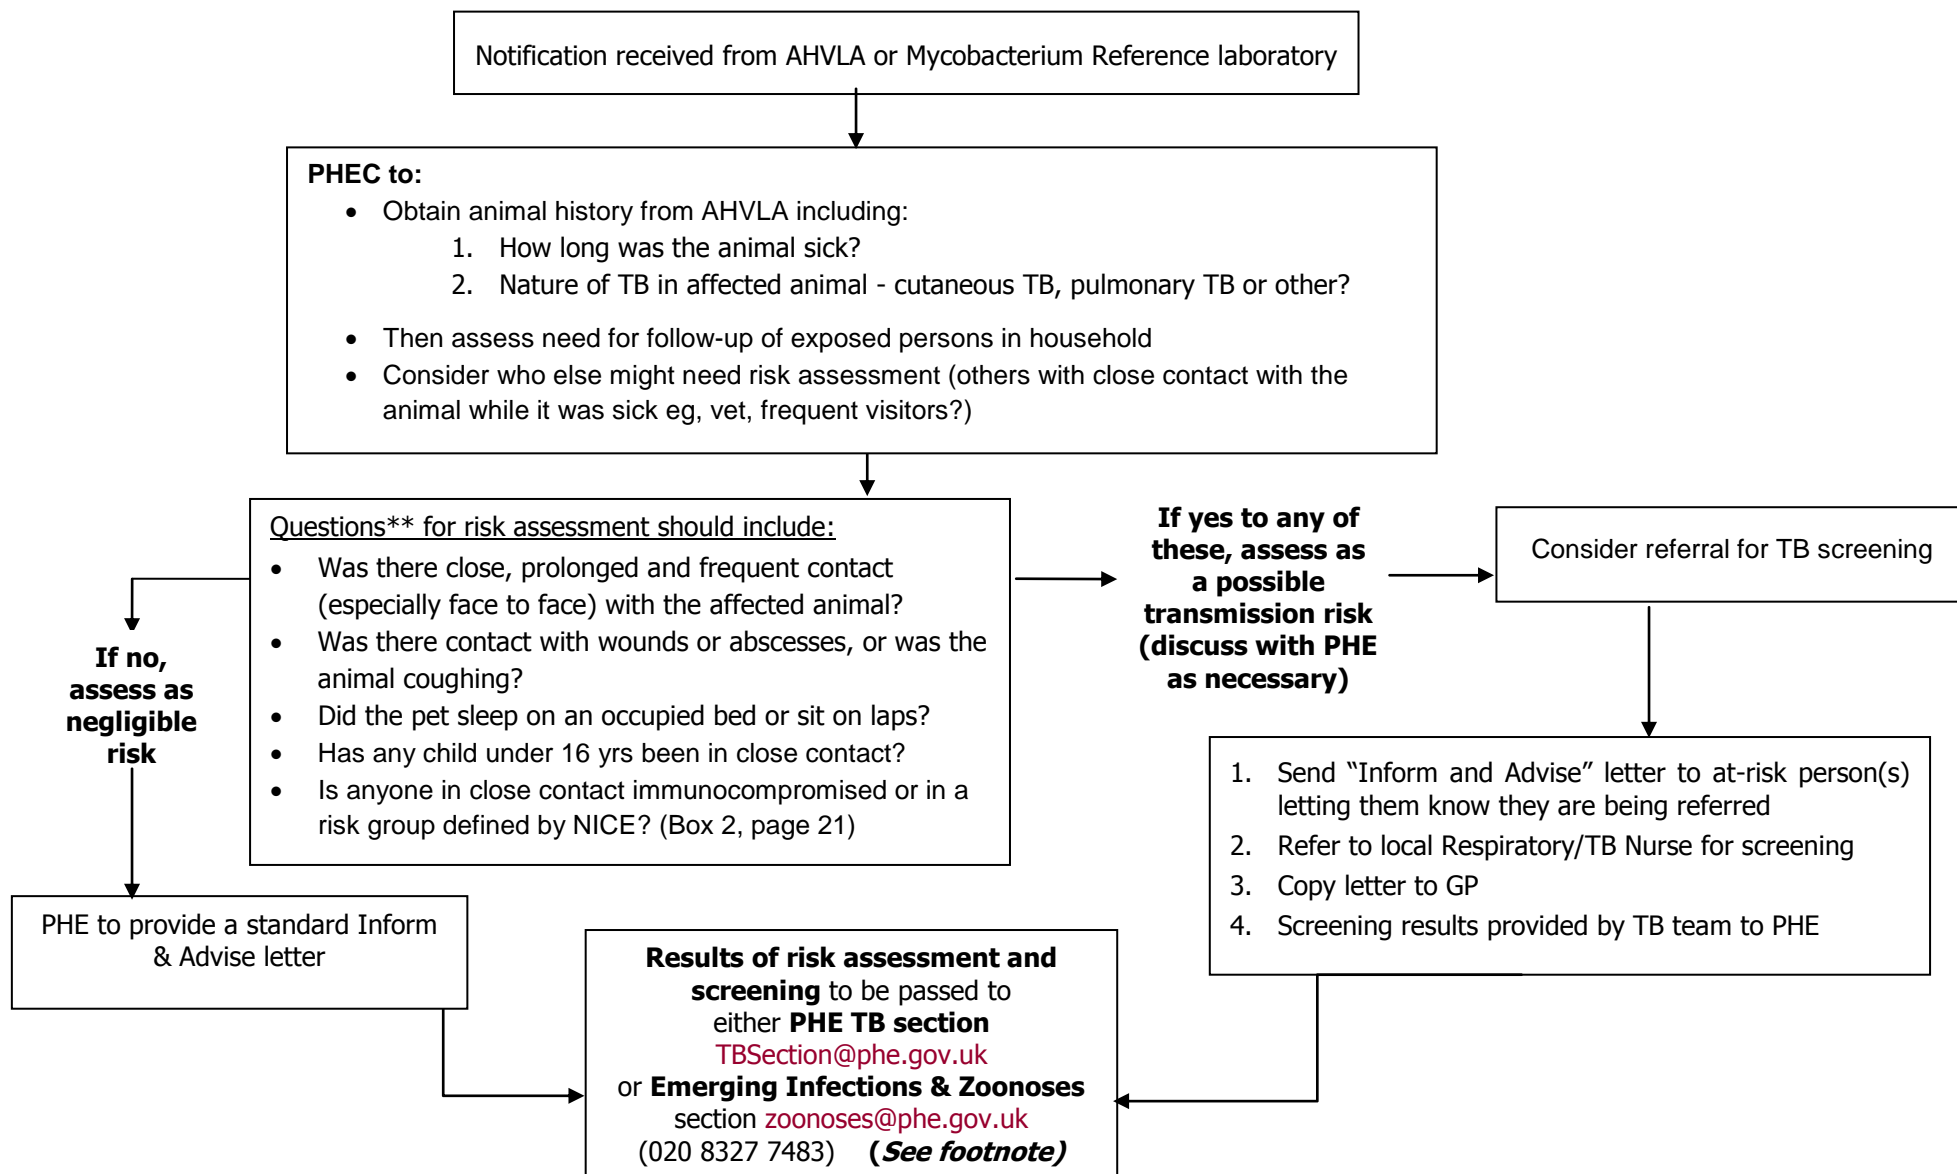 Notification received from AHVLA or Mycobacterium Reference laboratory
PHEC to:
• Obtain animal history from AHVLA including:
1. How long was the animal sick?
2. Nature of TB in affected animal - cutaneous TB, pulmonary TB or other?
• Then assess need for follow-up of exposed persons in household
• Consider who else might need risk assessment (others with close contact with the
animal while it was sick eg, vet, frequent visitors?)
Questions** for risk assessment should include:
• Was there close, prolonged and frequent contact
(especially face to face) with the affected animal?
• Was there contact with wounds or abscesses, or was the
animal coughing?
• Did the pet sleep on an occupied bed or sit on laps?
• Has any child under 16 yrs been in close contact?
• Is anyone in close contact immunocompromised or in a
risk group defined by NICE? (Box 2, page 21)
If yes to any of
these, assess as
a possible
transmission risk
(discuss with PHE
as necessary)
Consider referral for TB screening
If no,
assess as
negligible
risk
1. Send “Inform and Advise” letter to at-risk person(s)
letting them know they are being referred
2. Refer to local Respiratory/TB Nurse for screening
3. Copy letter to GP
4. Screening results provided by TB team to PHE
PHE to provide a standard Inform
& Advise letter
Results of risk assessment and
screening to be passed to
either PHE TB section
TBSection@phe.gov.uk
or Emerging Infections & Zoonoses
section zoonoses@phe.gov.uk
(020 8327 7483) (See footnote)